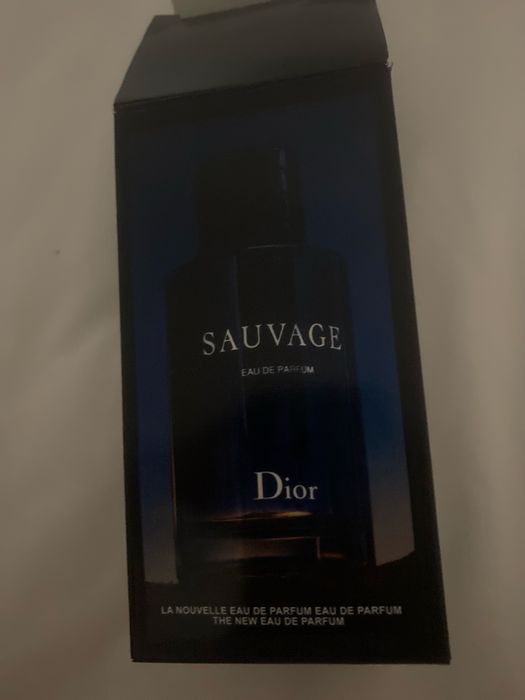 SAUVAGE
EAU DE PARFUM
Dior
LA NOUVELLE EAU DE PARFUM EAU DE PARFUM
THE NEW EAU DE PARFUM